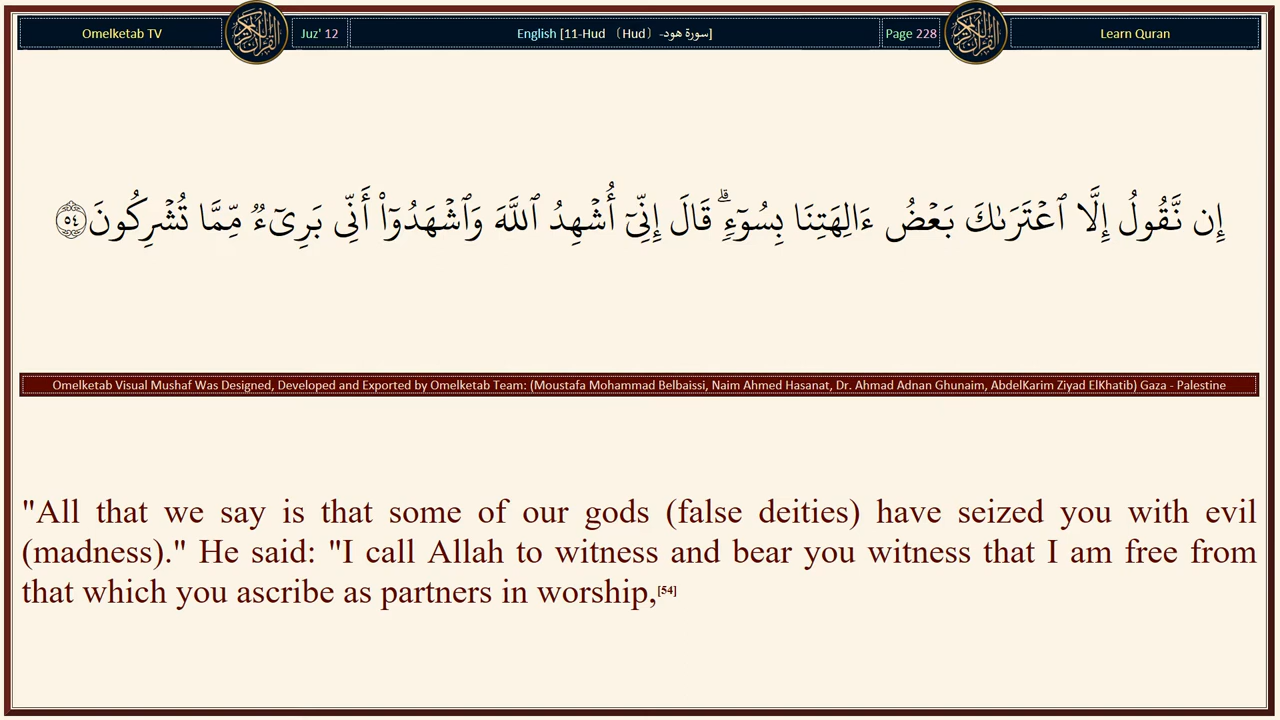 Omelketab TV
Juz' 12
English [11-Hud (Hud) -سورة هود]
Page 228
Learn Quran
إِن نَّقُولُ إِلَّا ٱعْتَرَىٰكَ بَعْضُ ءَالِهَتِنَا بِسُوٓءٍۢ ۗ قَالَ إِنِّىٓ أُشْهِدُ ٱللَّهَ وَٱشْهَدُوٓا۟ أَنِّى بَرِىٓءٌۭ مِّمَّا تُشْرِكُونَ ٥٤
Omelketab Visual Mushaf Was Designed, Developed and Exported by Omelketab Team: (Moustafa Mohammad Belbaissi, Naim Ahmed Hasanat, Dr. Ahmad Adnan Ghunaim, AbdelKarim Ziyad ElKhatib) Gaza - Palestine
"All that we say is that some of our gods (false deities) have seized you with evil
(madness)." He said: "I call Allah to witness and bear you witness that I am free from
that which you ascribe as partners in worship,[54]